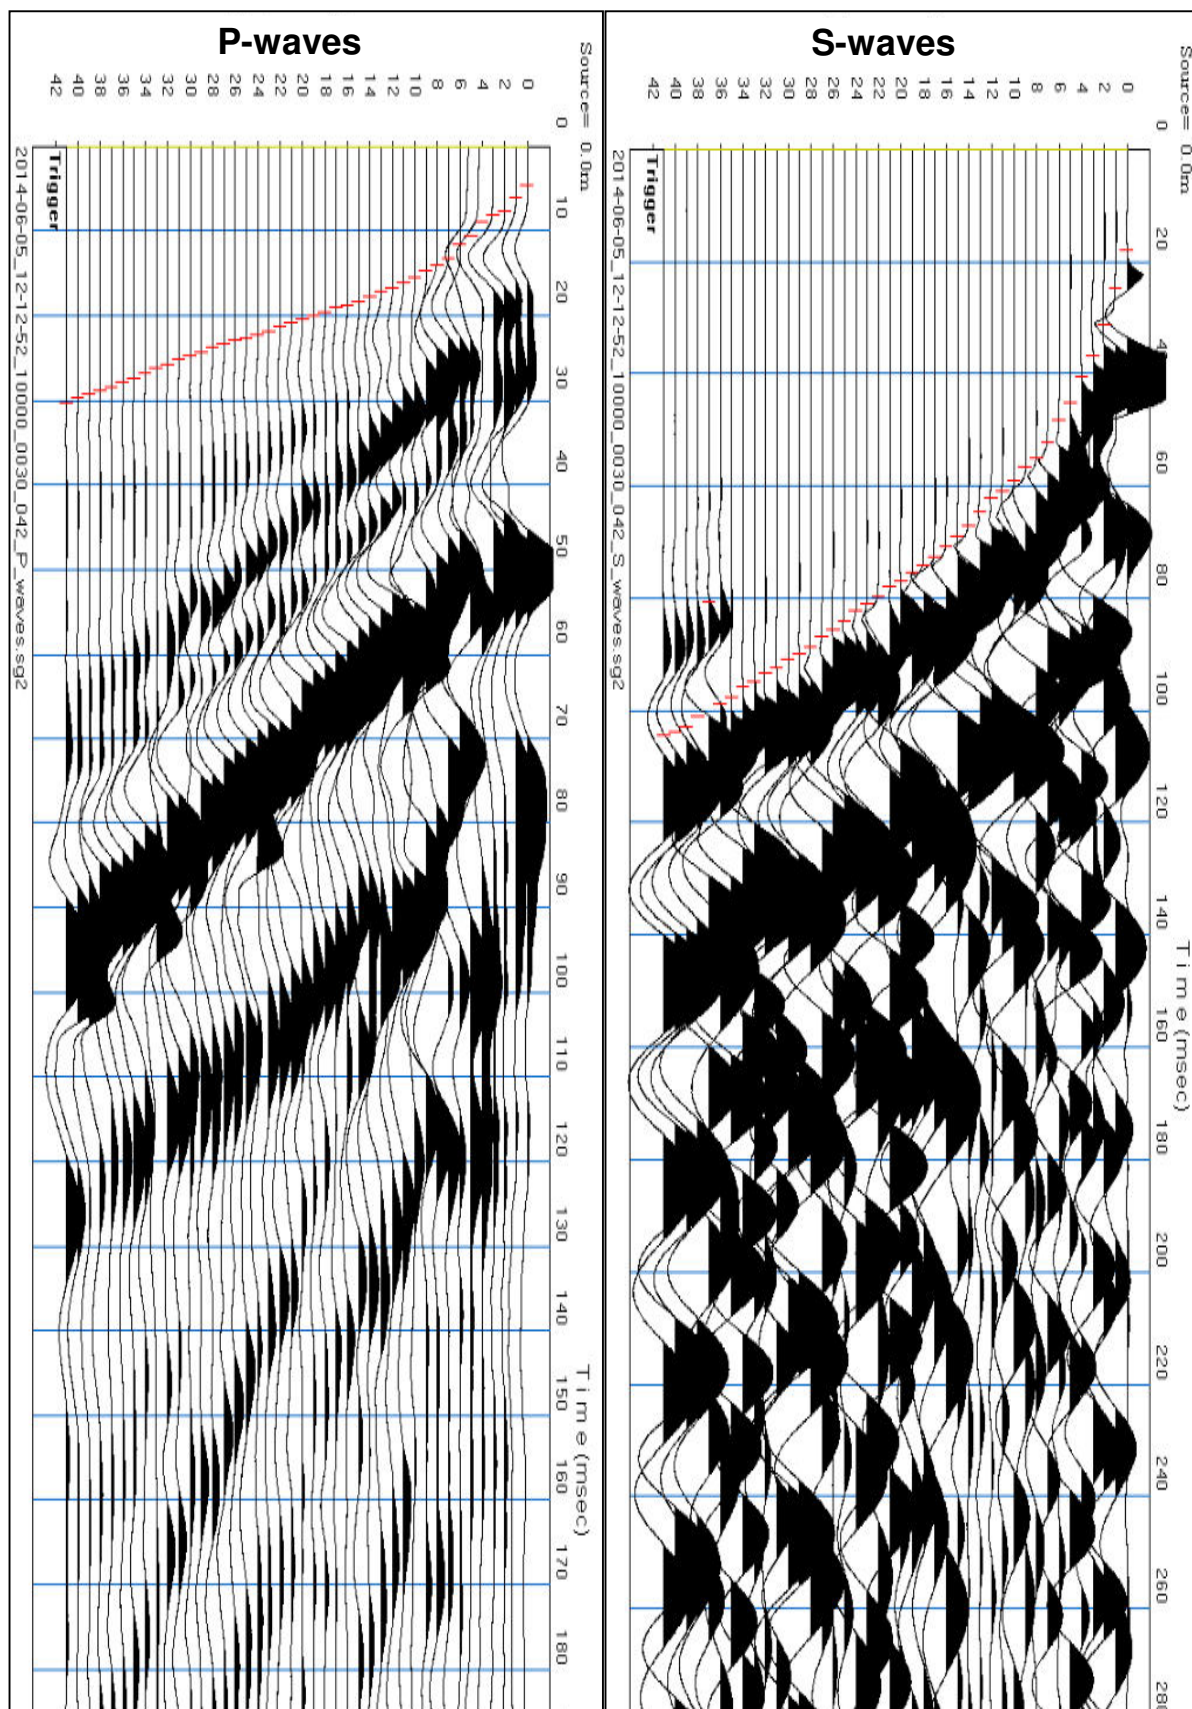 P-waves
S-waves
Source= 0.0m
42 40 38 36 34 32 30 28 26 24 22 20 18 16 14 12 10 8 6 4 2 0
0 10 20 30 40 50 60 70 80 90 100 110 120 130 140 150 160 170 180
Time (msec)
Trigger
2014-06-05_12-12-52_10000_0030_042_P_waves.sg2
Source= 0.0m
42 40 38 36 34 32 30 28 26 24 22 20 18 16 14 12 10 8 6 4 2 0
0 20 40 60 80 100 120 140 160 180 200 220 240 260 280
Time (msec)
Trigger
2014-06-05_12-12-52_10000_0030_042_S_waves.sg2